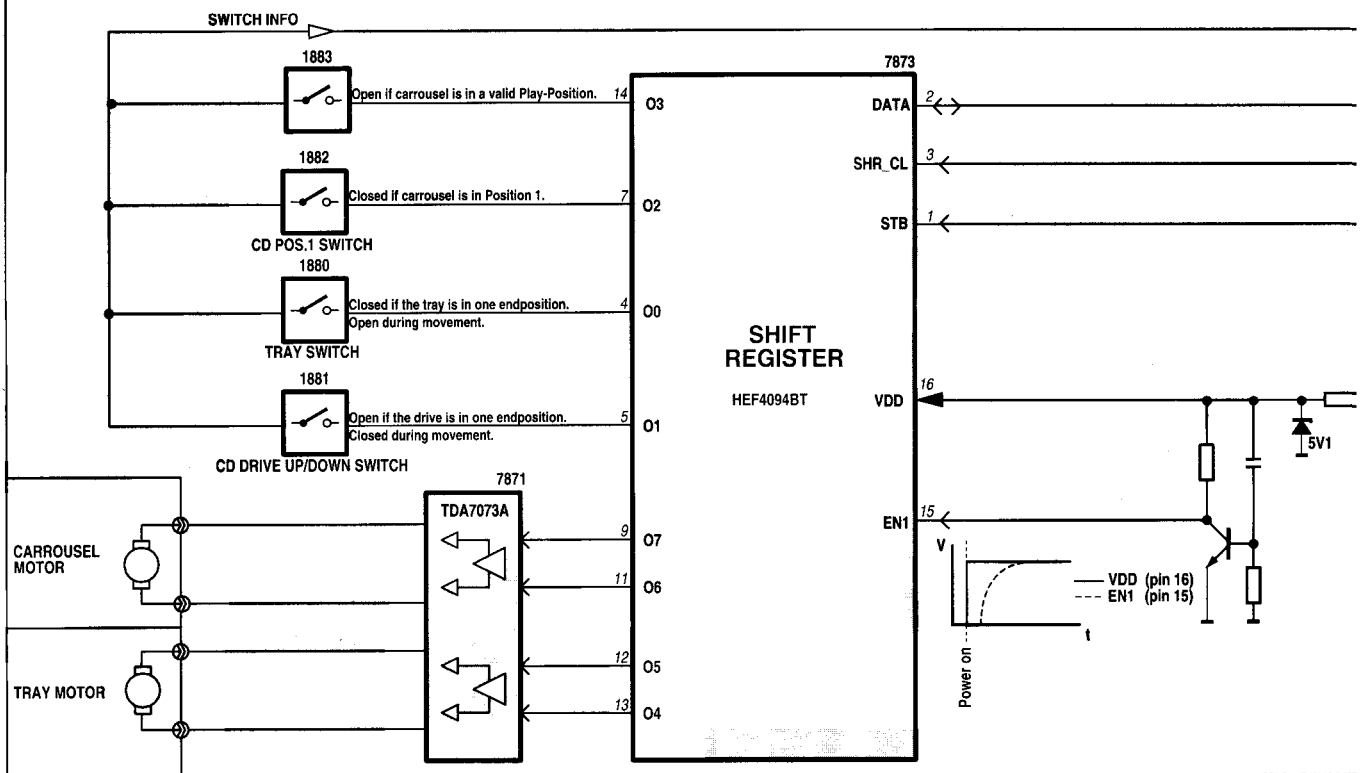 SWITCH INFO
1883
Open if carrousel is in a valid Play-Position.
14
O3
1882
Closed if carrousel is in Position 1.
7
O2
CD POS.1 SWITCH
1880
Closed if the tray is in one endposition.
Open during movement.
4
O0
TRAY SWITCH
1881
Open if the drive is in one endposition.
Closed during movement.
5
O1
CD DRIVE UP/DOWN SWITCH
7873
DATA
2
SHR_CL
3
STB
1
SHIFT
REGISTER
HEF4094BT
VDD
16
5V1
EN1
15
7871
TDA7073A
9
O7
11
O6
12
O5
13
O4
CARROUSEL
MOTOR
TRAY MOTOR
V
VDD (pin 16)
EN1 (pin 15)
t
Power on